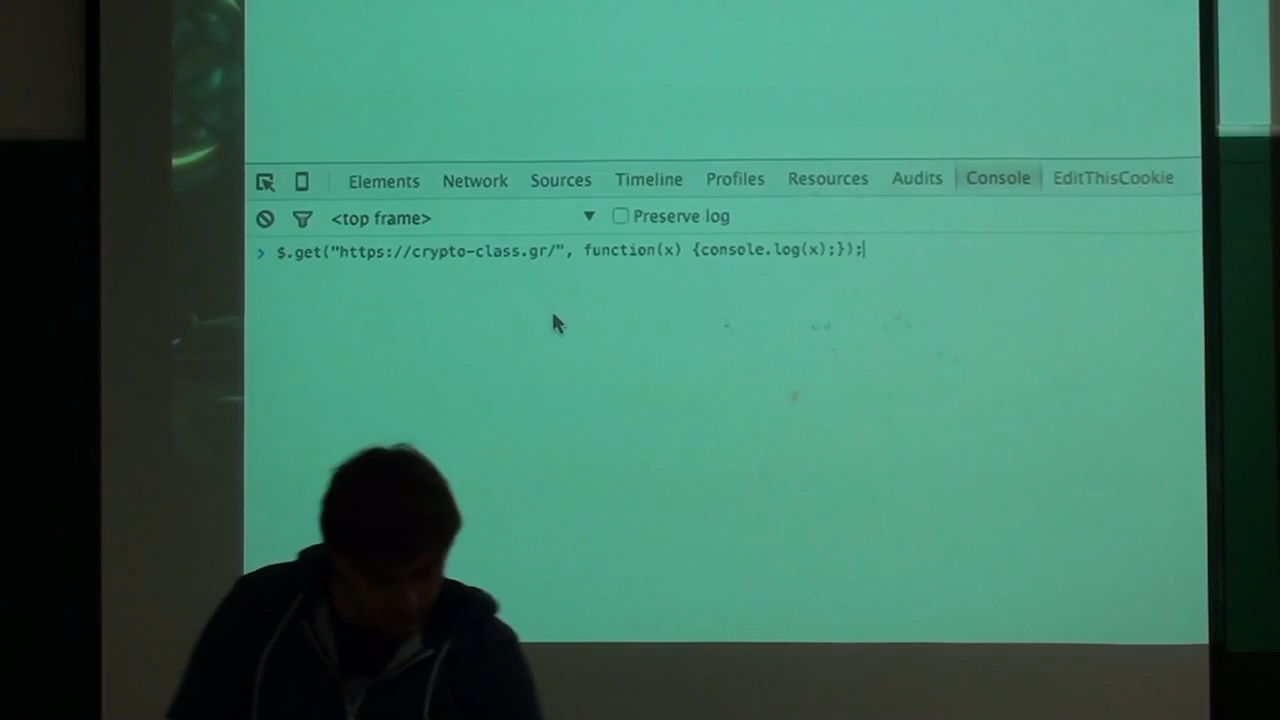 Elements Network Sources Timeline Profiles Resources Audits Console EditThisCookie
<top frame> ▼ Preserve log
> $.get("https://crypto-class.gr/", function(x) {console.log(x);});